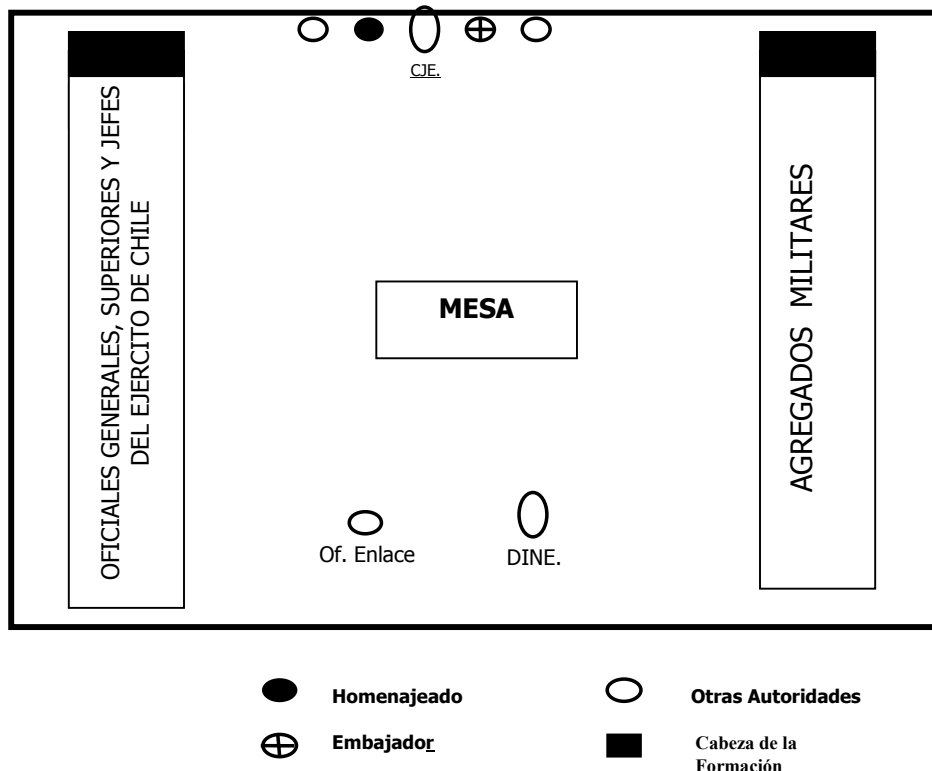 CJE.
OFICIALES GENERALES, SUPERIORES Y JEFES
DEL EJERCITO DE CHILE
AGREGADOS MILITARES
MESA
Of. Enlace
DINE.
Homenajeado
Otras Autoridades
Embajador
Cabeza de la
Formación